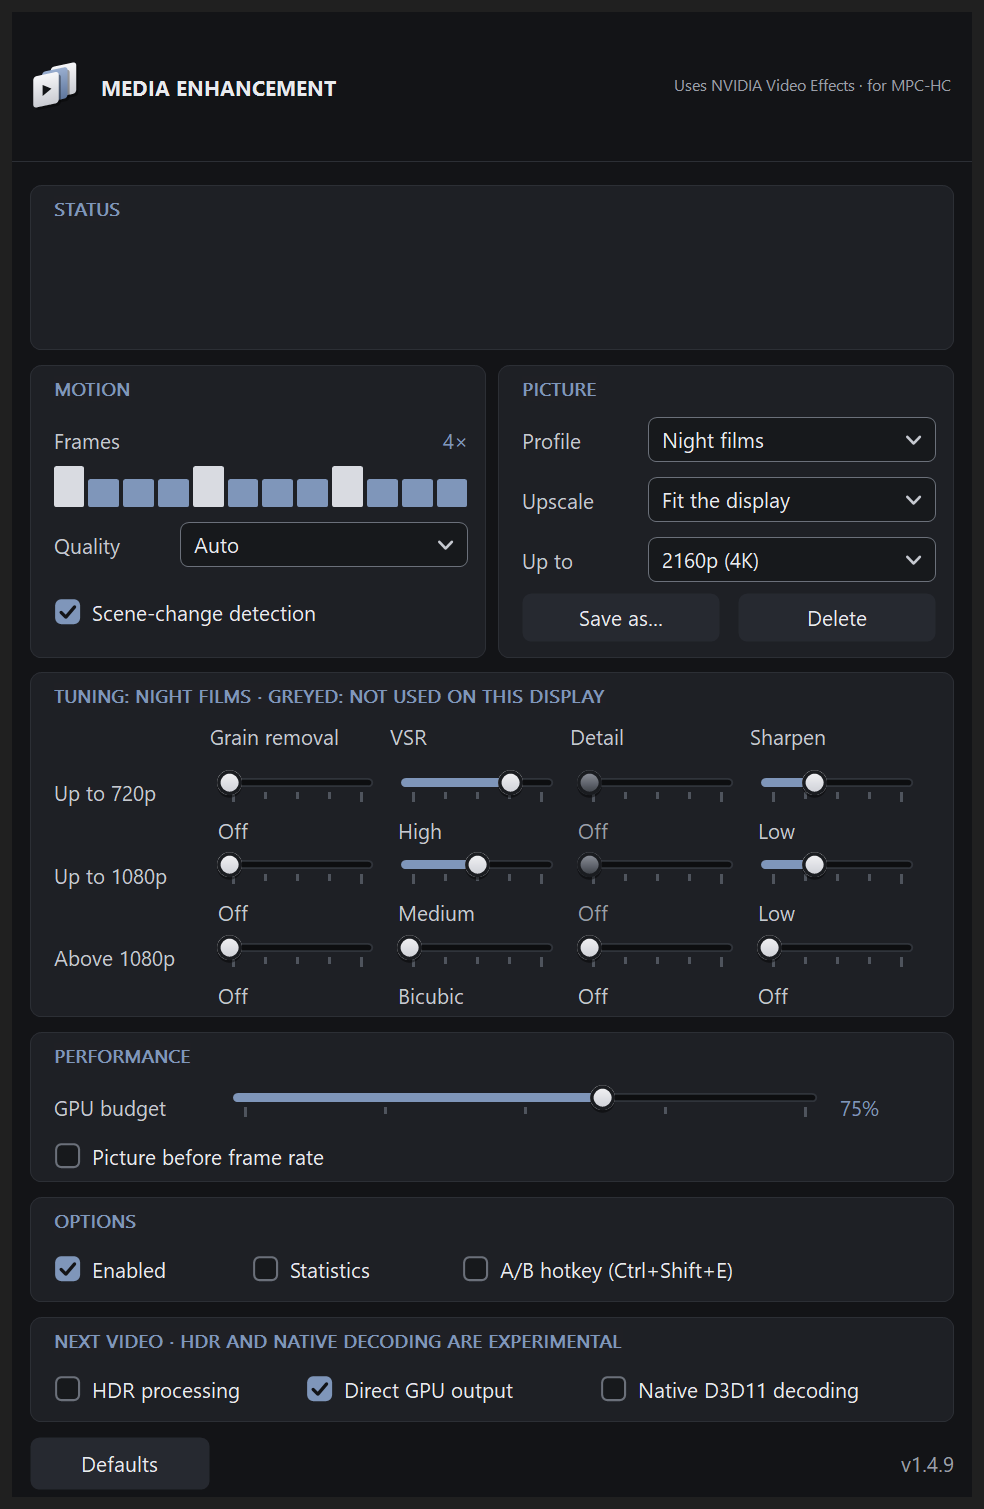 MEDIA ENHANCEMENT
Uses NVIDIA Video Effects · for MPC-HC
STATUS
MOTION
Frames
4×
Quality
Auto
Scene-change detection
PICTURE
Profile
Night films
Upscale
Fit the display
Up to
2160p (4K)
Save as...
Delete
TUNING: NIGHT FILMS · GREYED: NOT USED ON THIS DISPLAY
Grain removal
VSR
Detail
Sharpen
Up to 720p
Off
High
Off
Low
Up to 1080p
Off
Medium
Off
Low
Above 1080p
Off
Bicubic
Off
Off
PERFORMANCE
GPU budget
75%
Picture before frame rate
OPTIONS
Enabled
Statistics
A/B hotkey (Ctrl+Shift+E)
NEXT VIDEO · HDR AND NATIVE DECODING ARE EXPERIMENTAL
HDR processing
Direct GPU output
Native D3D11 decoding
Defaults
v1.4.9